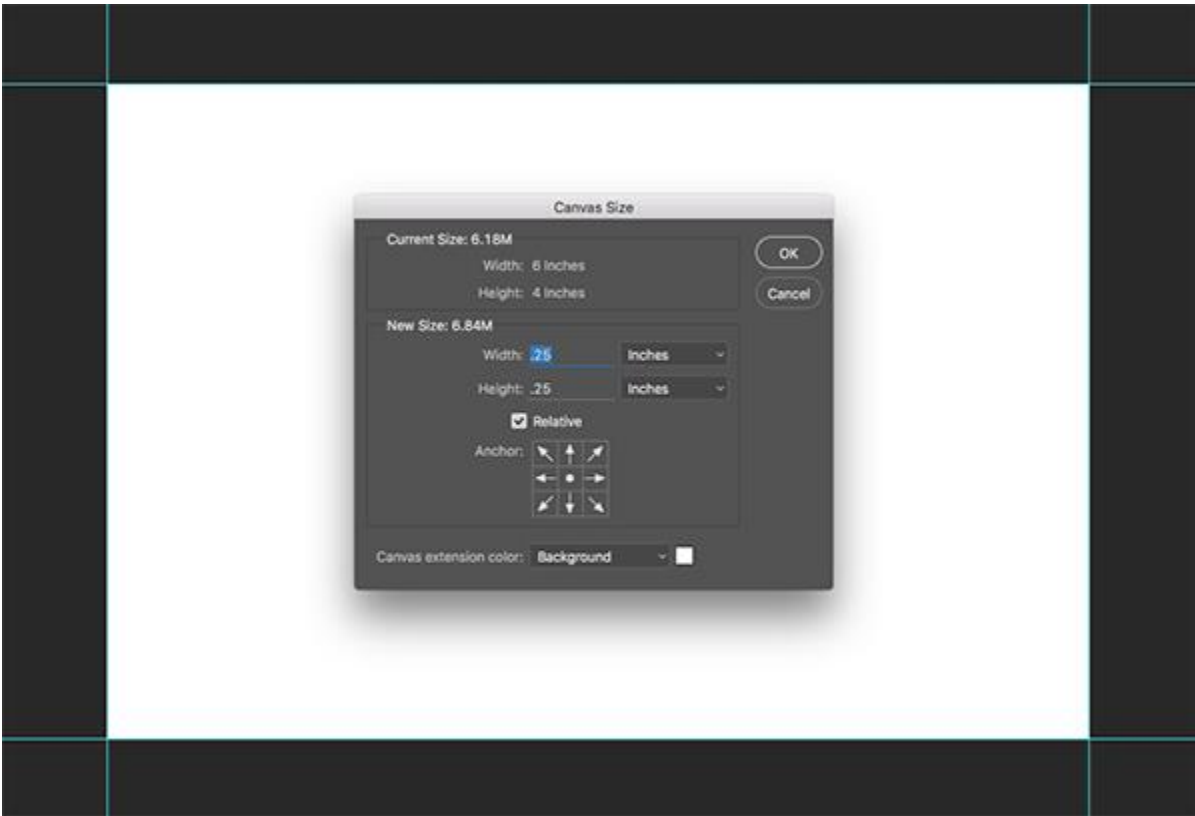 Canvas Size
Current Size: 6.18M
OK
Width: 6 Inches
Height: 4 Inches
Cancel
New Size: 6.84M
Width: .25 Inches
Height: .25 Inches
Relative
Anchor:
Canvas extension color: Background